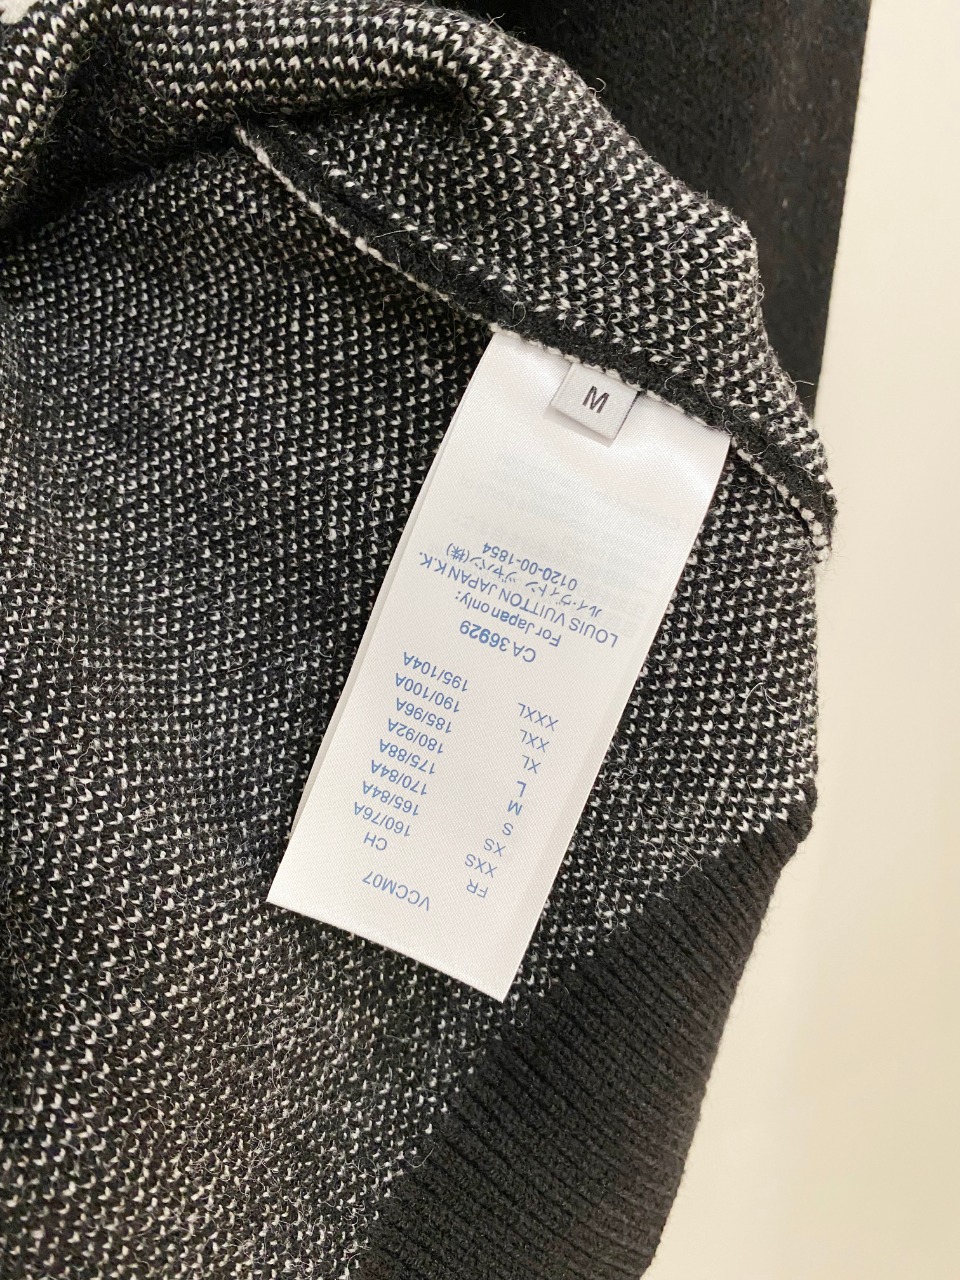 M
VCCM07
FR CH
XXS 160/76A
XS 165/84A
S 170/84A
M 175/88A
L 180/92A
XL 185/96A
XXL 190/100A
XXXL 195/104A
CA 36929
For Japan only:
LOUIS VUITTON JAPAN K.K.
ルイ・ヴィトン ジャパン(株)
0120-00-1854